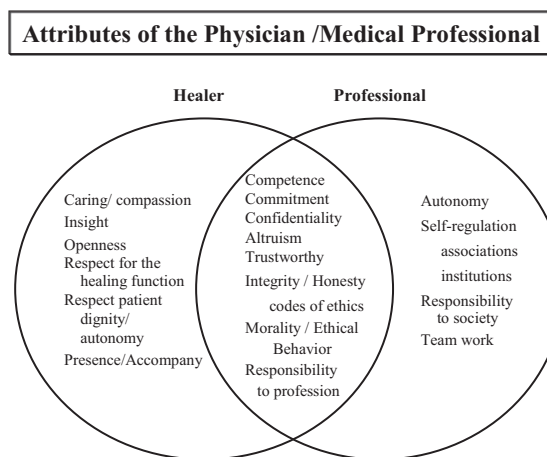 Attributes of the Physician /Medical Professional
Healer
Professional
Caring/ compassion
Insight
Openness
Respect for the
healing function
Respect patient
dignity/
autonomy
Presence/Accompany
Competence
Commitment
Confidentiality
Altruism
Trustworthy
Integrity / Honesty
codes of ethics
Morality / Ethical
Behavior
Responsibility
to profession
Autonomy
Self-regulation
associations
institutions
Responsibility
to society
Team work